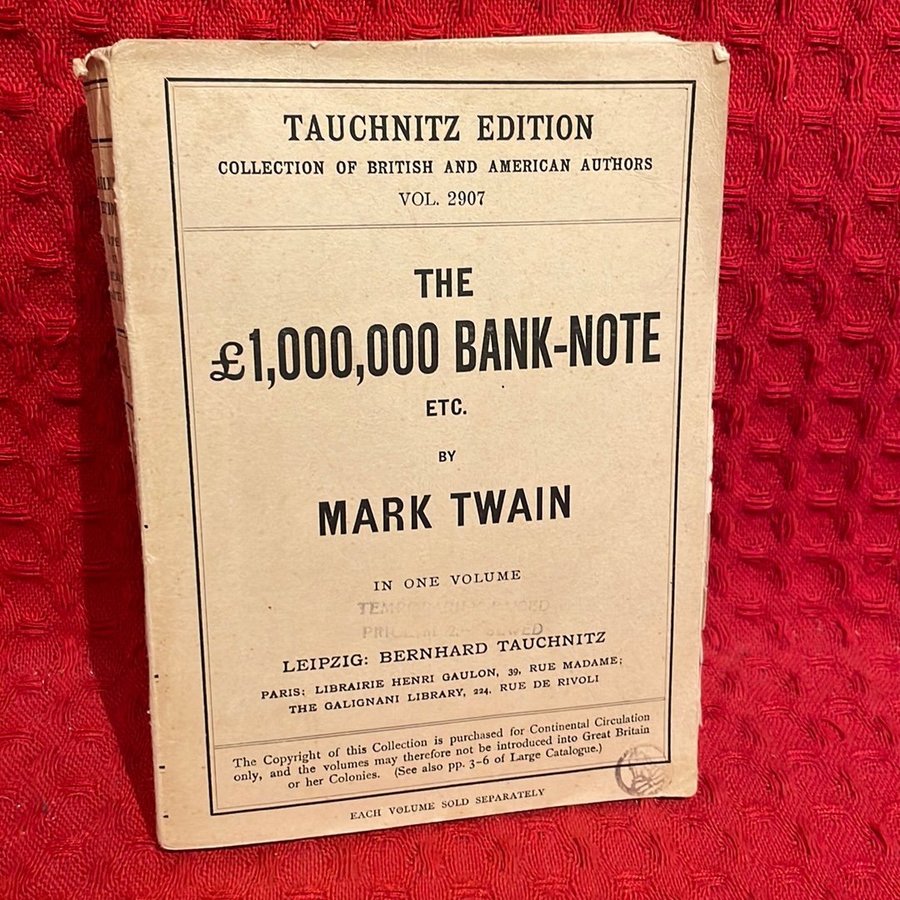 TAUCHNITZ EDITION
COLLECTION OF BRITISH AND AMERICAN AUTHORS
VOL. 2907
THE
£1,000,000 BANK-NOTE
ETC.
BY
MARK TWAIN
IN ONE VOLUME
LEIPZIG: BERNHARD TAUCHNITZ
PARIS: LIBRAIRIE HENRI GAULON, 39, RUE MADAME;
THE GALIGNANI LIBRARY, 224, RUE DE RIVOLI
The Copyright of this Collection is purchased for Continental Circulation
only, and the volumes may therefore not be introduced into Great Britain
or her Colonies. (See also pp. 3-6 of Large Catalogue.)
EACH VOLUME SOLD SEPARATELY